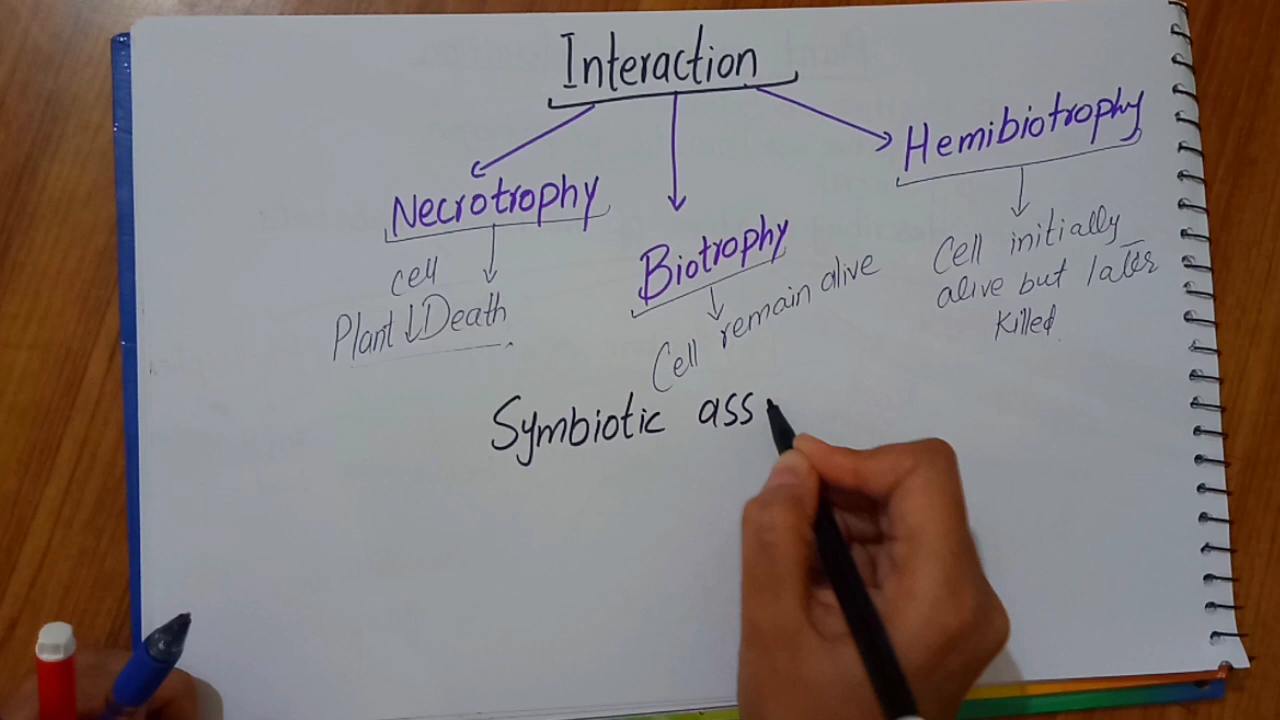 Interaction
Necrotrophy
cell
Plant Death
Biotrophy
Cell remain alive
Hemibiotrophy
Cell initially
alive but later
Killed.
Symbiotic ass